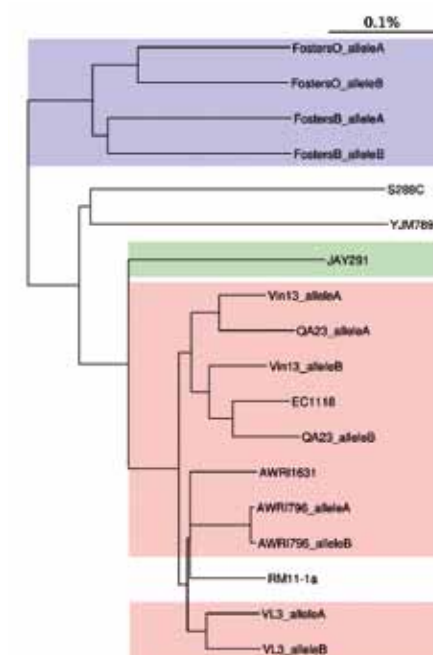 0.1%
FostersO_alleleA
FostersO_alleleB
FostersB_alleleA
FostersB_alleleB
S288C
YJM789
JAY291
Vin13_alleleA
QA23_alleleA
Vin13_alleleB
EC1118
QA23_alleleB
AWRI1631
AWRI796_alleleA
AWRI796_alleleB
RM11-1a
VL3_alleleA
VL3_alleleB